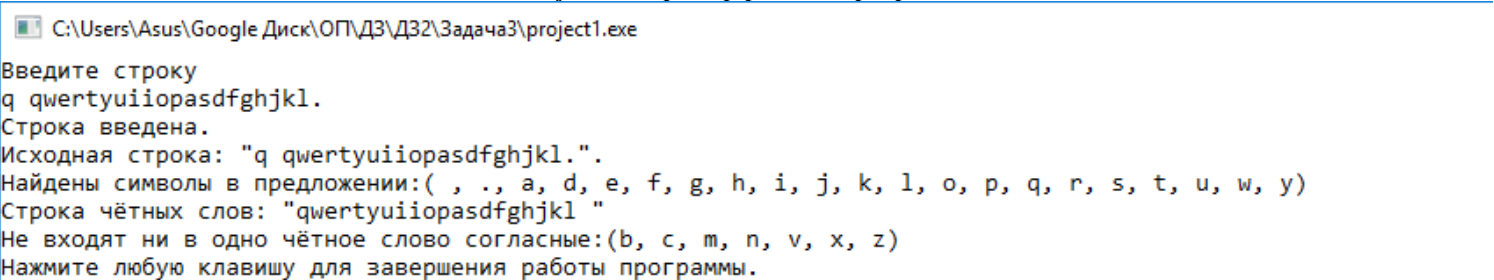 C:\Users\Asus\Google Диск\ОП\ДЗ\ДЗ2\Задача3\project1.exe
Введите строку
q qwertyuiiopasdfghjkl.
Строка введена.
Исходная строка: "q qwertyuiiopasdfghjkl.".
Найдены символы в предложении:( , ., a, d, e, f, g, h, i, j, k, l, o, p, q, r, s, t, u, w, y)
Строка чётных слов: "qwertyuiiopasdfghjkl "
Не входят ни в одно чётное слово согласные:(b, c, m, n, v, x, z)
Нажмите любую клавишу для завершения работы программы.